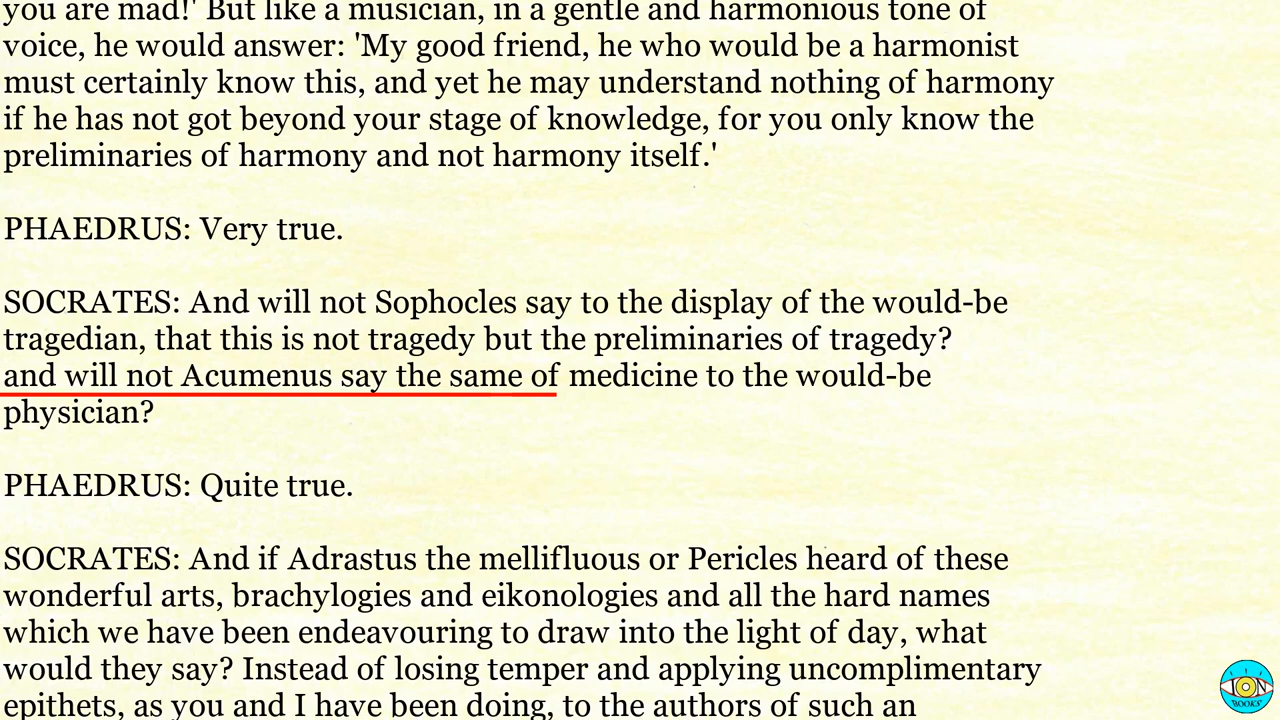 you are mad!' But like a musician, in a gentle and harmonious tone of
voice, he would answer: 'My good friend, he who would be a harmonist
must certainly know this, and yet he may understand nothing of harmony
if he has not got beyond your stage of knowledge, for you only know the
preliminaries of harmony and not harmony itself.'
PHAEDRUS: Very true.
SOCRATES: And will not Sophocles say to the display of the would-be
tragedian, that this is not tragedy but the preliminaries of tragedy?
and will not Acumenus say the same of medicine to the would-be
physician?
PHAEDRUS: Quite true.
SOCRATES: And if Adrastus the mellifluous or Pericles heard of these
wonderful arts, brachylogies and eikonologies and all the hard names
which we have been endeavouring to draw into the light of day, what
would they say? Instead of losing temper and applying uncomplimentary
epithets, as you and I have been doing, to the authors of such an
ION
BOOKS